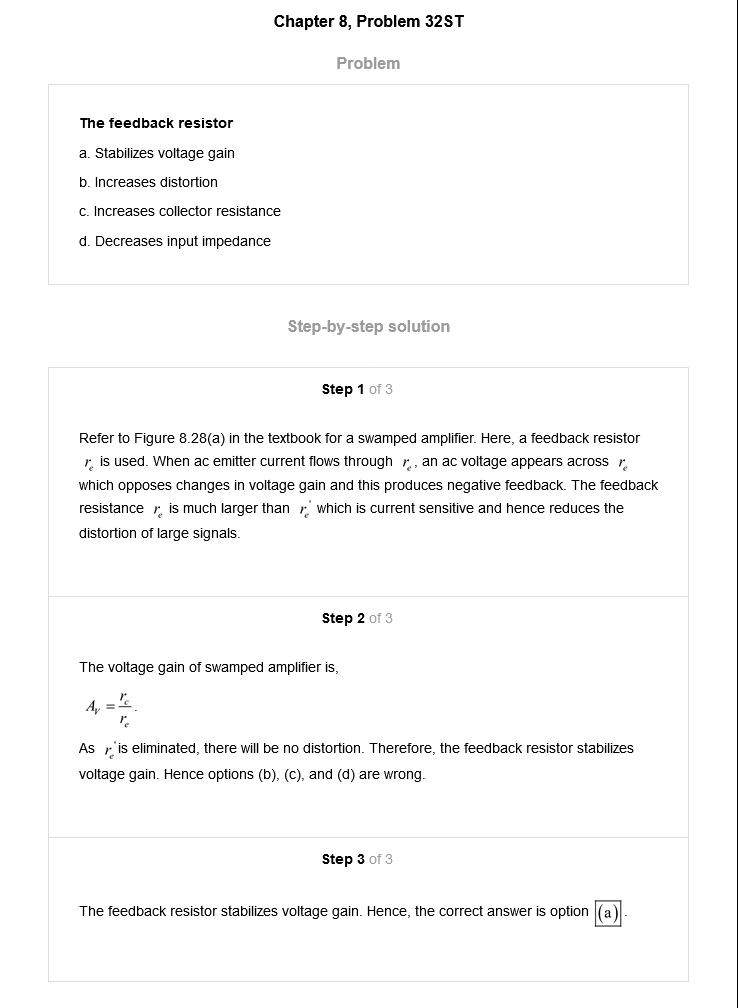 Chapter 8, Problem 32ST
Problem
The feedback resistor
a. Stabilizes voltage gain
b. Increases distortion
c. Increases collector resistance
d. Decreases input impedance
Step-by-step solution
Step 1 of 3
Refer to Figure 8.28(a) in the textbook for a swamped amplifier. Here, a feedback resistor
r_e is used. When ac emitter current flows through r_e, an ac voltage appears across r_e
which opposes changes in voltage gain and this produces negative feedback. The feedback
resistance r_e is much larger than r_e' which is current sensitive and hence reduces the
distortion of large signals.
Step 2 of 3
The voltage gain of swamped amplifier is,
A_V = r_c / r_e.
As r_e' is eliminated, there will be no distortion. Therefore, the feedback resistor stabilizes
voltage gain. Hence options (b), (c), and (d) are wrong.
Step 3 of 3
The feedback resistor stabilizes voltage gain. Hence, the correct answer is option (a).